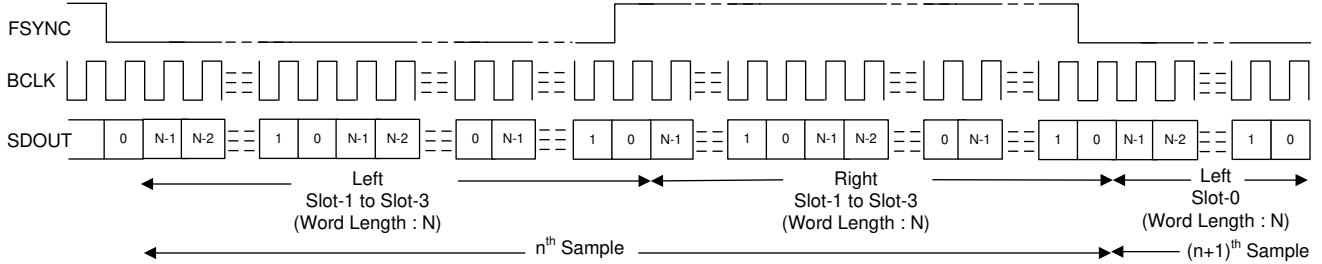 FSYNC
BCLK
SDOUT 0 N-1 N-2 1 0 N-1 N-2 0 N-1 1 0 N-1 1 0 N-1 N-2 0 N-1 1 0 N-1 N-2 1 0
Left Right Left
Slot-1 to Slot-3 Slot-1 to Slot-3 Slot-0
(Word Length : N) (Word Length : N) (Word Length : N)
nth Sample (n+1)th Sample